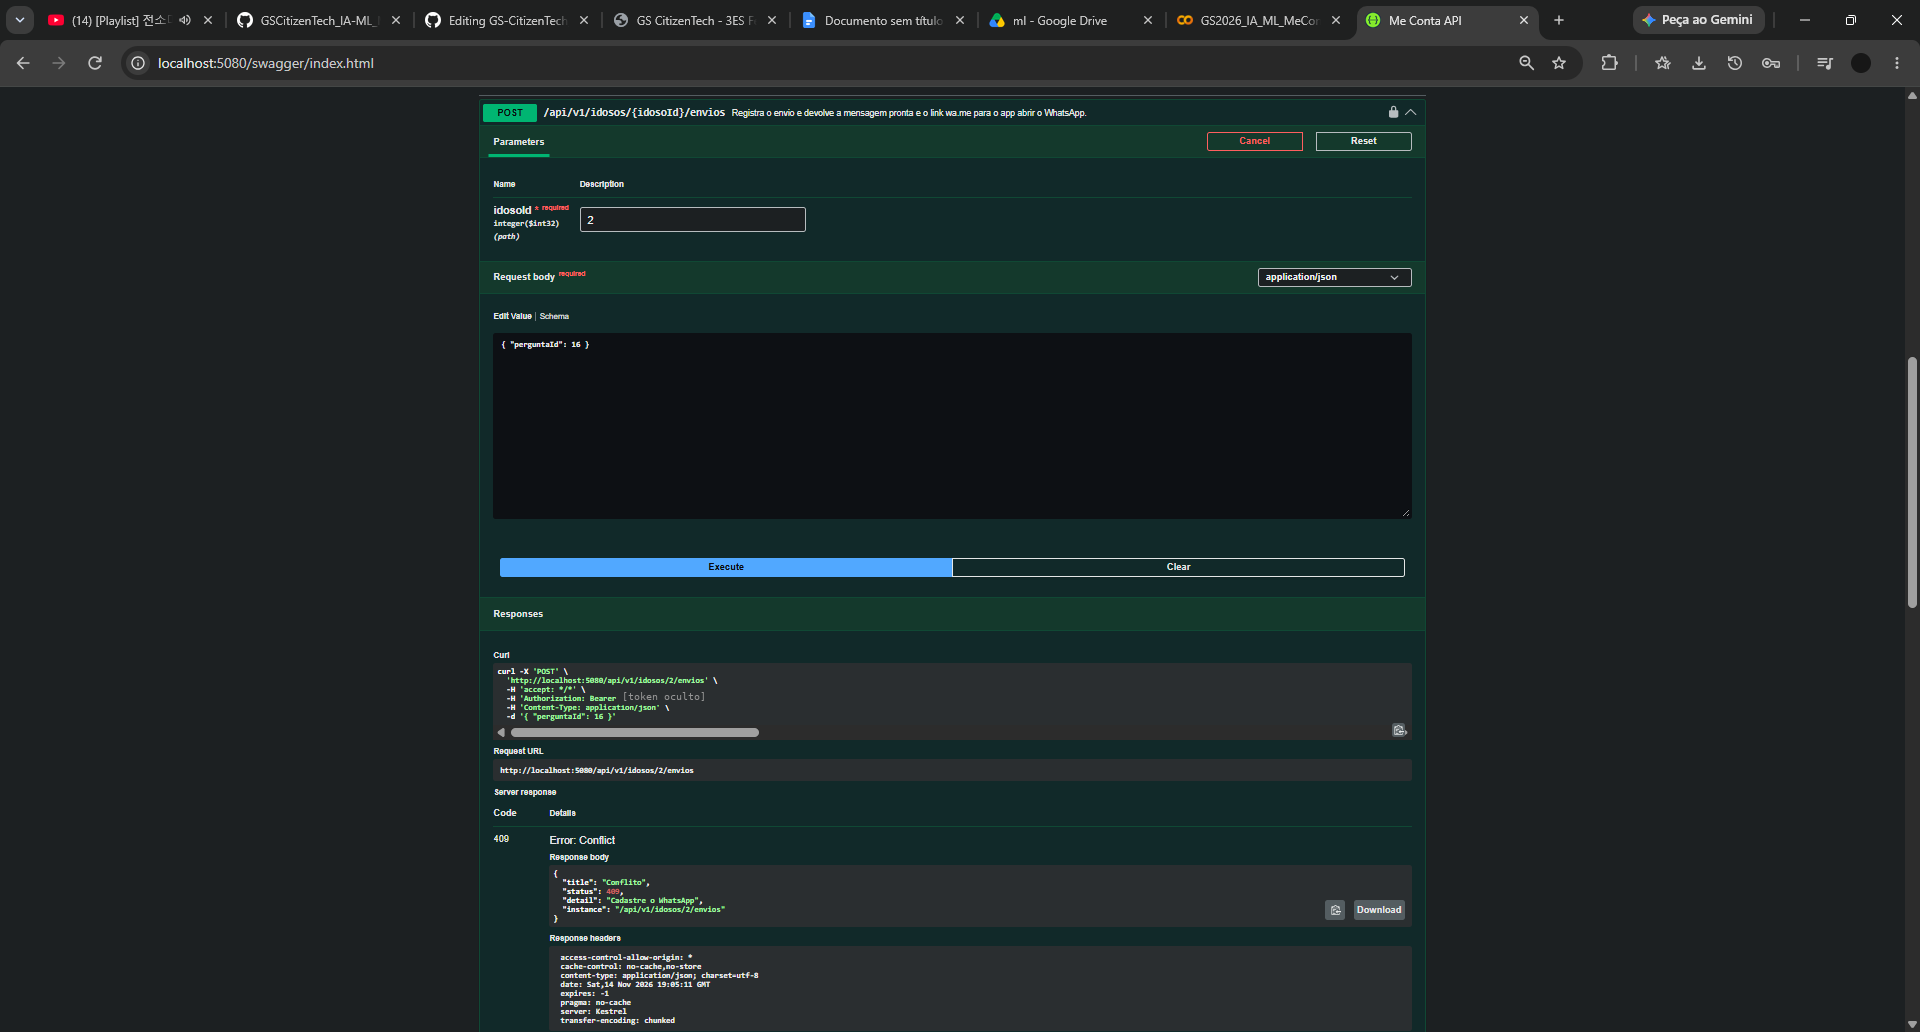 (14) [Playlist] 전소
GSCitizenTech_IA-ML_
Editing GS-CitizenTech
GS CitizenTech - 3ES F
Documento sem título
ml - Google Drive
GS2026_IA_ML_MeCon
Me Conta API
Peça ao Gemini
localhost:5080/swagger/index.html
POST /api/v1/idosos/{idosoId}/envios Registra o envio e devolve a mensagem pronta e o link wa.me para o app abrir o WhatsApp.
Parameters
Cancel
Reset
Name Description
idosoId * required
integer($int32)
(path)
2
Request body required
application/json
Edit Value | Schema
{ "perguntaId": 16 }
Execute
Clear
Responses
Curl
curl -X 'POST' \
'http://localhost:5080/api/v1/idosos/2/envios' \
-H 'accept: */*' \
-H 'Authorization: Bearer [token oculto]
-H 'Content-Type: application/json' \
-d '{ "perguntaId": 16 }'
Request URL
http://localhost:5080/api/v1/idosos/2/envios
Server response
Code Details
409 Error: Conflict
Response body
{
"title": "Conflito",
"status": 409,
"detail": "Cadastre o WhatsApp",
"instance": "/api/v1/idosos/2/envios"
}
Download
Response headers
access-control-allow-origin: *
cache-control: no-cache,no-store
content-type: application/json; charset=utf-8
date: Sat,14 Nov 2026 19:05:11 GMT
expires: -1
pragma: no-cache
server: Kestrel
transfer-encoding: chunked